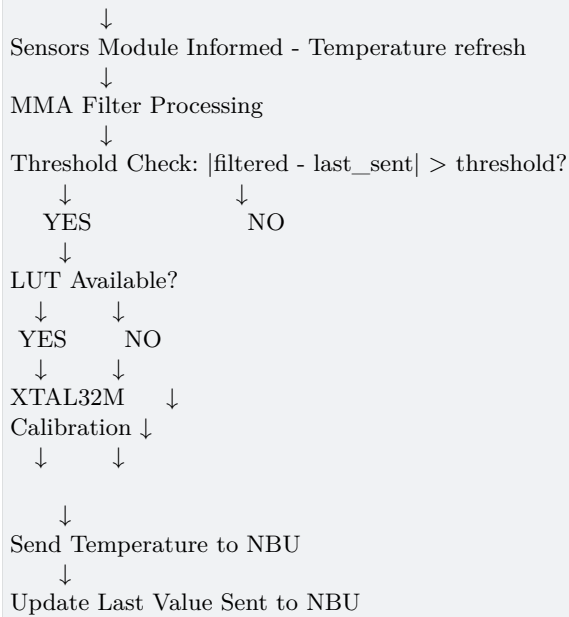 ↓
Sensors Module Informed - Temperature refresh
↓
MMA Filter Processing
↓
Threshold Check: |filtered - last_sent| > threshold?
↓ ↓
YES NO
↓
LUT Available?
↓ ↓
YES NO
↓ ↓
XTAL32M ↓
Calibration ↓
↓ ↓
↓
Send Temperature to NBU
↓
Update Last Value Sent to NBU